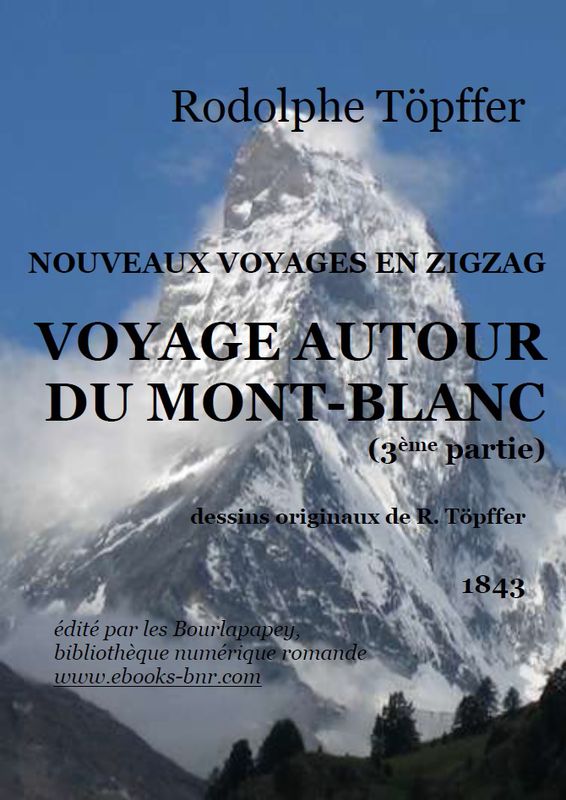 Rodolphe Töpffer
NOUVEAUX VOYAGES EN ZIGZAG
VOYAGE AUTOUR
DU MONT-BLANC
(3ème partie)
dessins originaux de R. Töpffer
1843
édité par les Bourlapapey,
bibliothèque numérique romande
www.ebooks-bnr.com